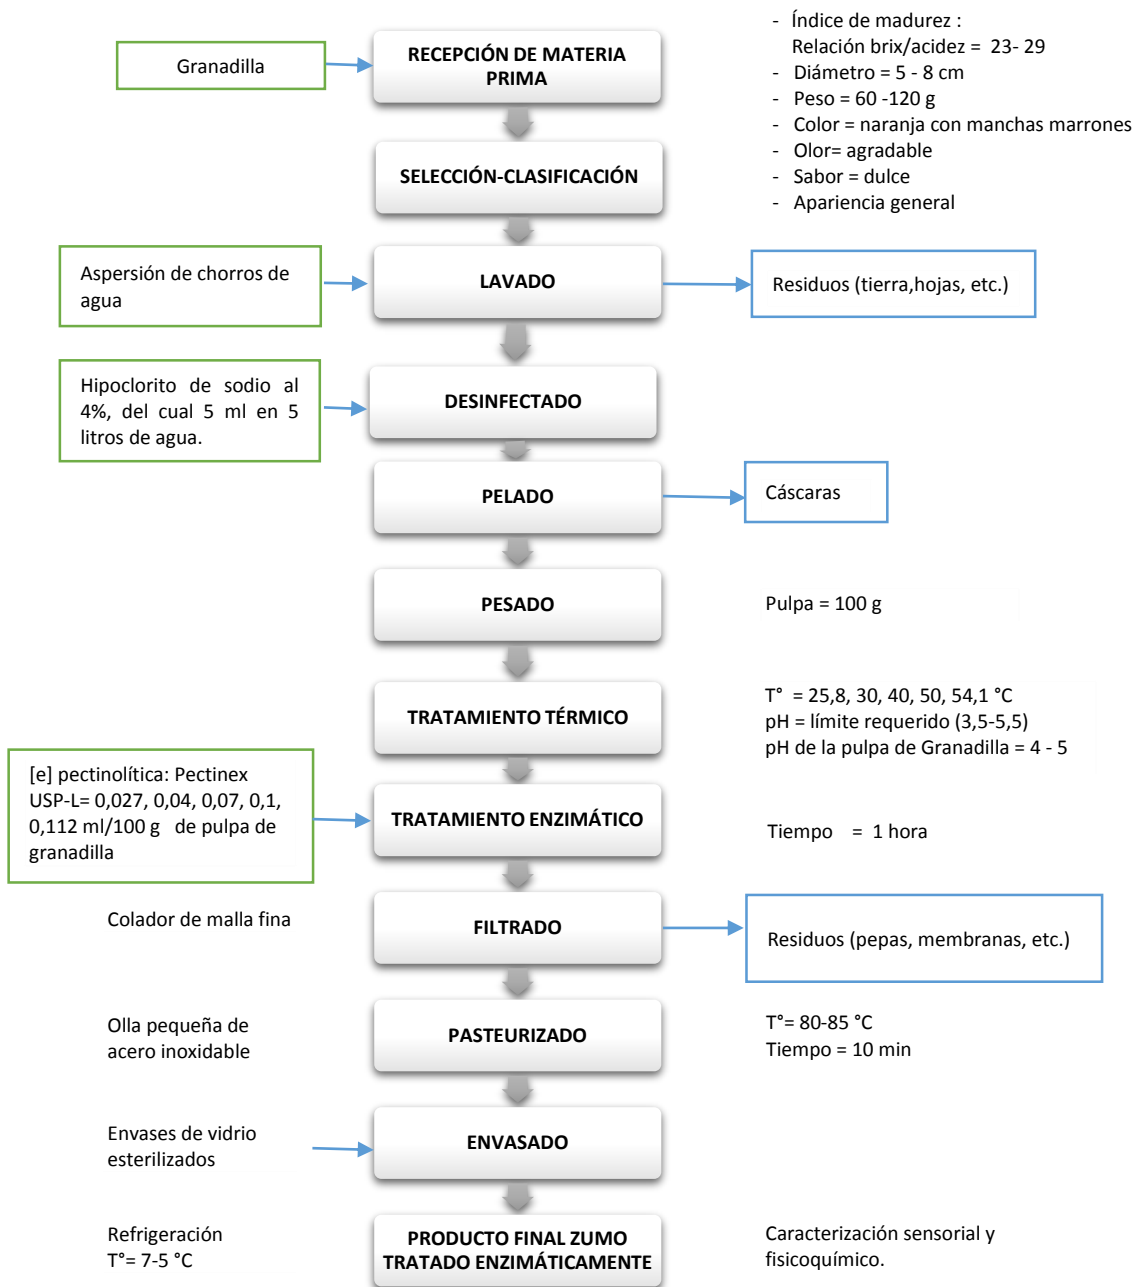 Granadilla
RECEPCIÓN DE MATERIA
PRIMA
- Índice de madurez :
Relación brix/acidez = 23- 29
- Diámetro = 5 - 8 cm
- Peso = 60 -120 g
- Color = naranja con manchas marrones
- Olor= agradable
- Sabor = dulce
- Apariencia general
SELECCIÓN-CLASIFICACIÓN
Aspersión de chorros de
agua
LAVADO
Residuos (tierra,hojas, etc.)
Hipoclorito de sodio al
4%, del cual 5 ml en 5
litros de agua.
DESINFECTADO
PELADO
Cáscaras
PESADO
Pulpa = 100 g
TRATAMIENTO TÉRMICO
T° = 25,8, 30, 40, 50, 54,1 °C
pH = límite requerido (3,5-5,5)
pH de la pulpa de Granadilla = 4 - 5
[e] pectinolítica: Pectinex
USP-L= 0,027, 0,04, 0,07, 0,1,
0,112 ml/100 g de pulpa de
granadilla
TRATAMIENTO ENZIMÁTICO
Tiempo = 1 hora
Colador de malla fina
FILTRADO
Residuos (pepas, membranas, etc.)
Olla pequeña de
acero inoxidable
PASTEURIZADO
T°= 80-85 °C
Tiempo = 10 min
Envases de vidrio
esterilizados
ENVASADO
Refrigeración
T°= 7-5 °C
PRODUCTO FINAL ZUMO
TRATADO ENZIMÁTICAMENTE
Caracterización sensorial y
fisicoquímico.